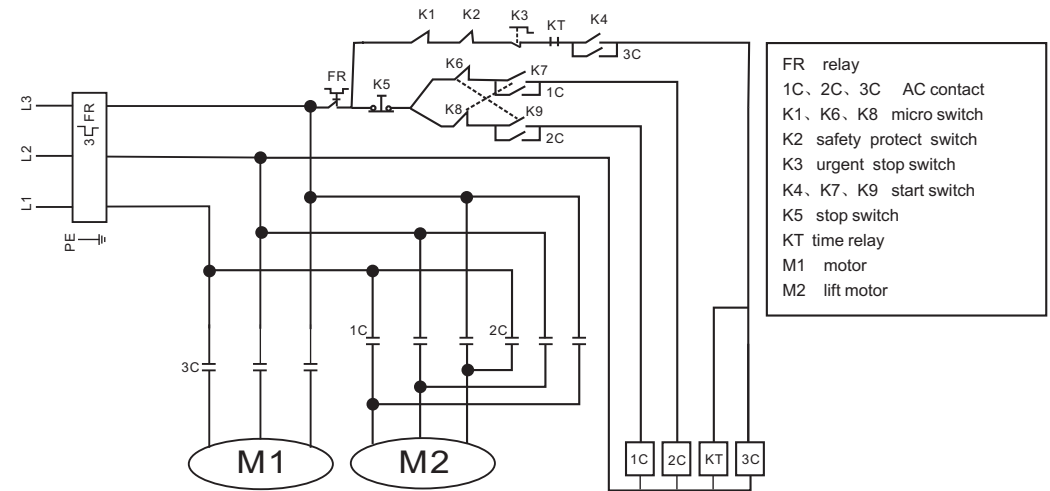 K1 K2 K3 KT K4
3C
FR K5 K6 K7
1C
K8 K9
2C
L3
L2
L1
3 FR
PE
1C 2C
3C
M1 M2
1C 2C KT 3C
FR relay
1C、2C、3C AC contact
K1、K6、K8 micro switch
K2 safety protect switch
K3 urgent stop switch
K4、K7、K9 start switch
K5 stop switch
KT time relay
M1 motor
M2 lift motor